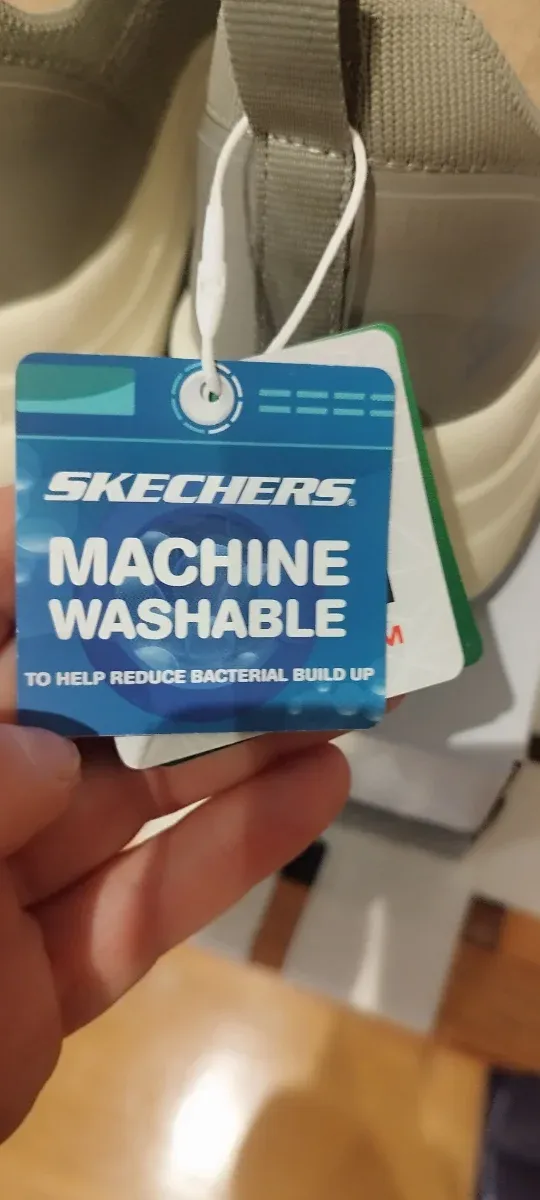 SKECHERS®
MACHINE
WASHABLE
TO HELP REDUCE BACTERIAL BUILD UP
M